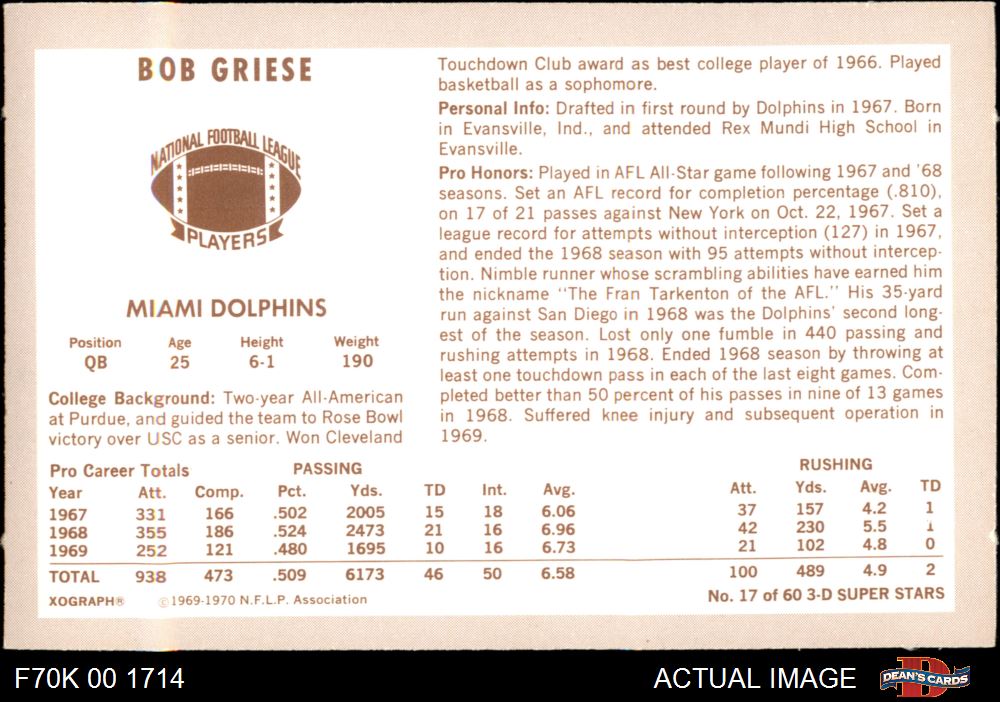 BOB GRIESE
NATIONAL FOOTBALL LEAGUE
PLAYERS
MIAMI DOLPHINS
Position Age Height Weight
QB 25 6-1 190
College Background: Two-year All-American
at Purdue, and guided the team to Rose Bowl
victory over USC as a senior. Won Cleveland
Touchdown Club award as best college player of 1966. Played
basketball as a sophomore.
Personal Info: Drafted in first round by Dolphins in 1967. Born
in Evansville, Ind., and attended Rex Mundi High School in
Evansville.
Pro Honors: Played in AFL All-Star game following 1967 and '68
seasons. Set an AFL record for completion percentage (.810),
on 17 of 21 passes against New York on Oct. 22, 1967. Set a
league record for attempts without interception (127) in 1967,
and ended the 1968 season with 95 attempts without intercep-
tion. Nimble runner whose scrambling abilities have earned him
the nickname "The Fran Tarkenton of the AFL." His 35-yard
run against San Diego in 1968 was the Dolphins' second long-
est of the season. Lost only one fumble in 440 passing and
rushing attempts in 1968. Ended 1968 season by throwing at
least one touchdown pass in each of the last eight games. Com-
pleted better than 50 percent of his passes in nine of 13 games
in 1968. Suffered knee injury and subsequent operation in
1969.
Pro Career Totals PASSING RUSHING
Year Att. Comp. Pct. Yds. TD Int. Avg. Att. Yds. Avg. TD
1967 331 166 .502 2005 15 18 6.06 37 157 4.2 1
1968 355 186 .524 2473 21 16 6.96 42 230 5.5 1
1969 252 121 .480 1695 10 16 6.73 21 102 4.8 0
TOTAL 938 473 .509 6173 46 50 6.58 100 489 4.9 2
XOGRAPH® ©1969-1970 N.F.L.P. Association No. 17 of 60 3-D SUPER STARS
F70K 00 1714 ACTUAL IMAGE D DEAN'S CARDS